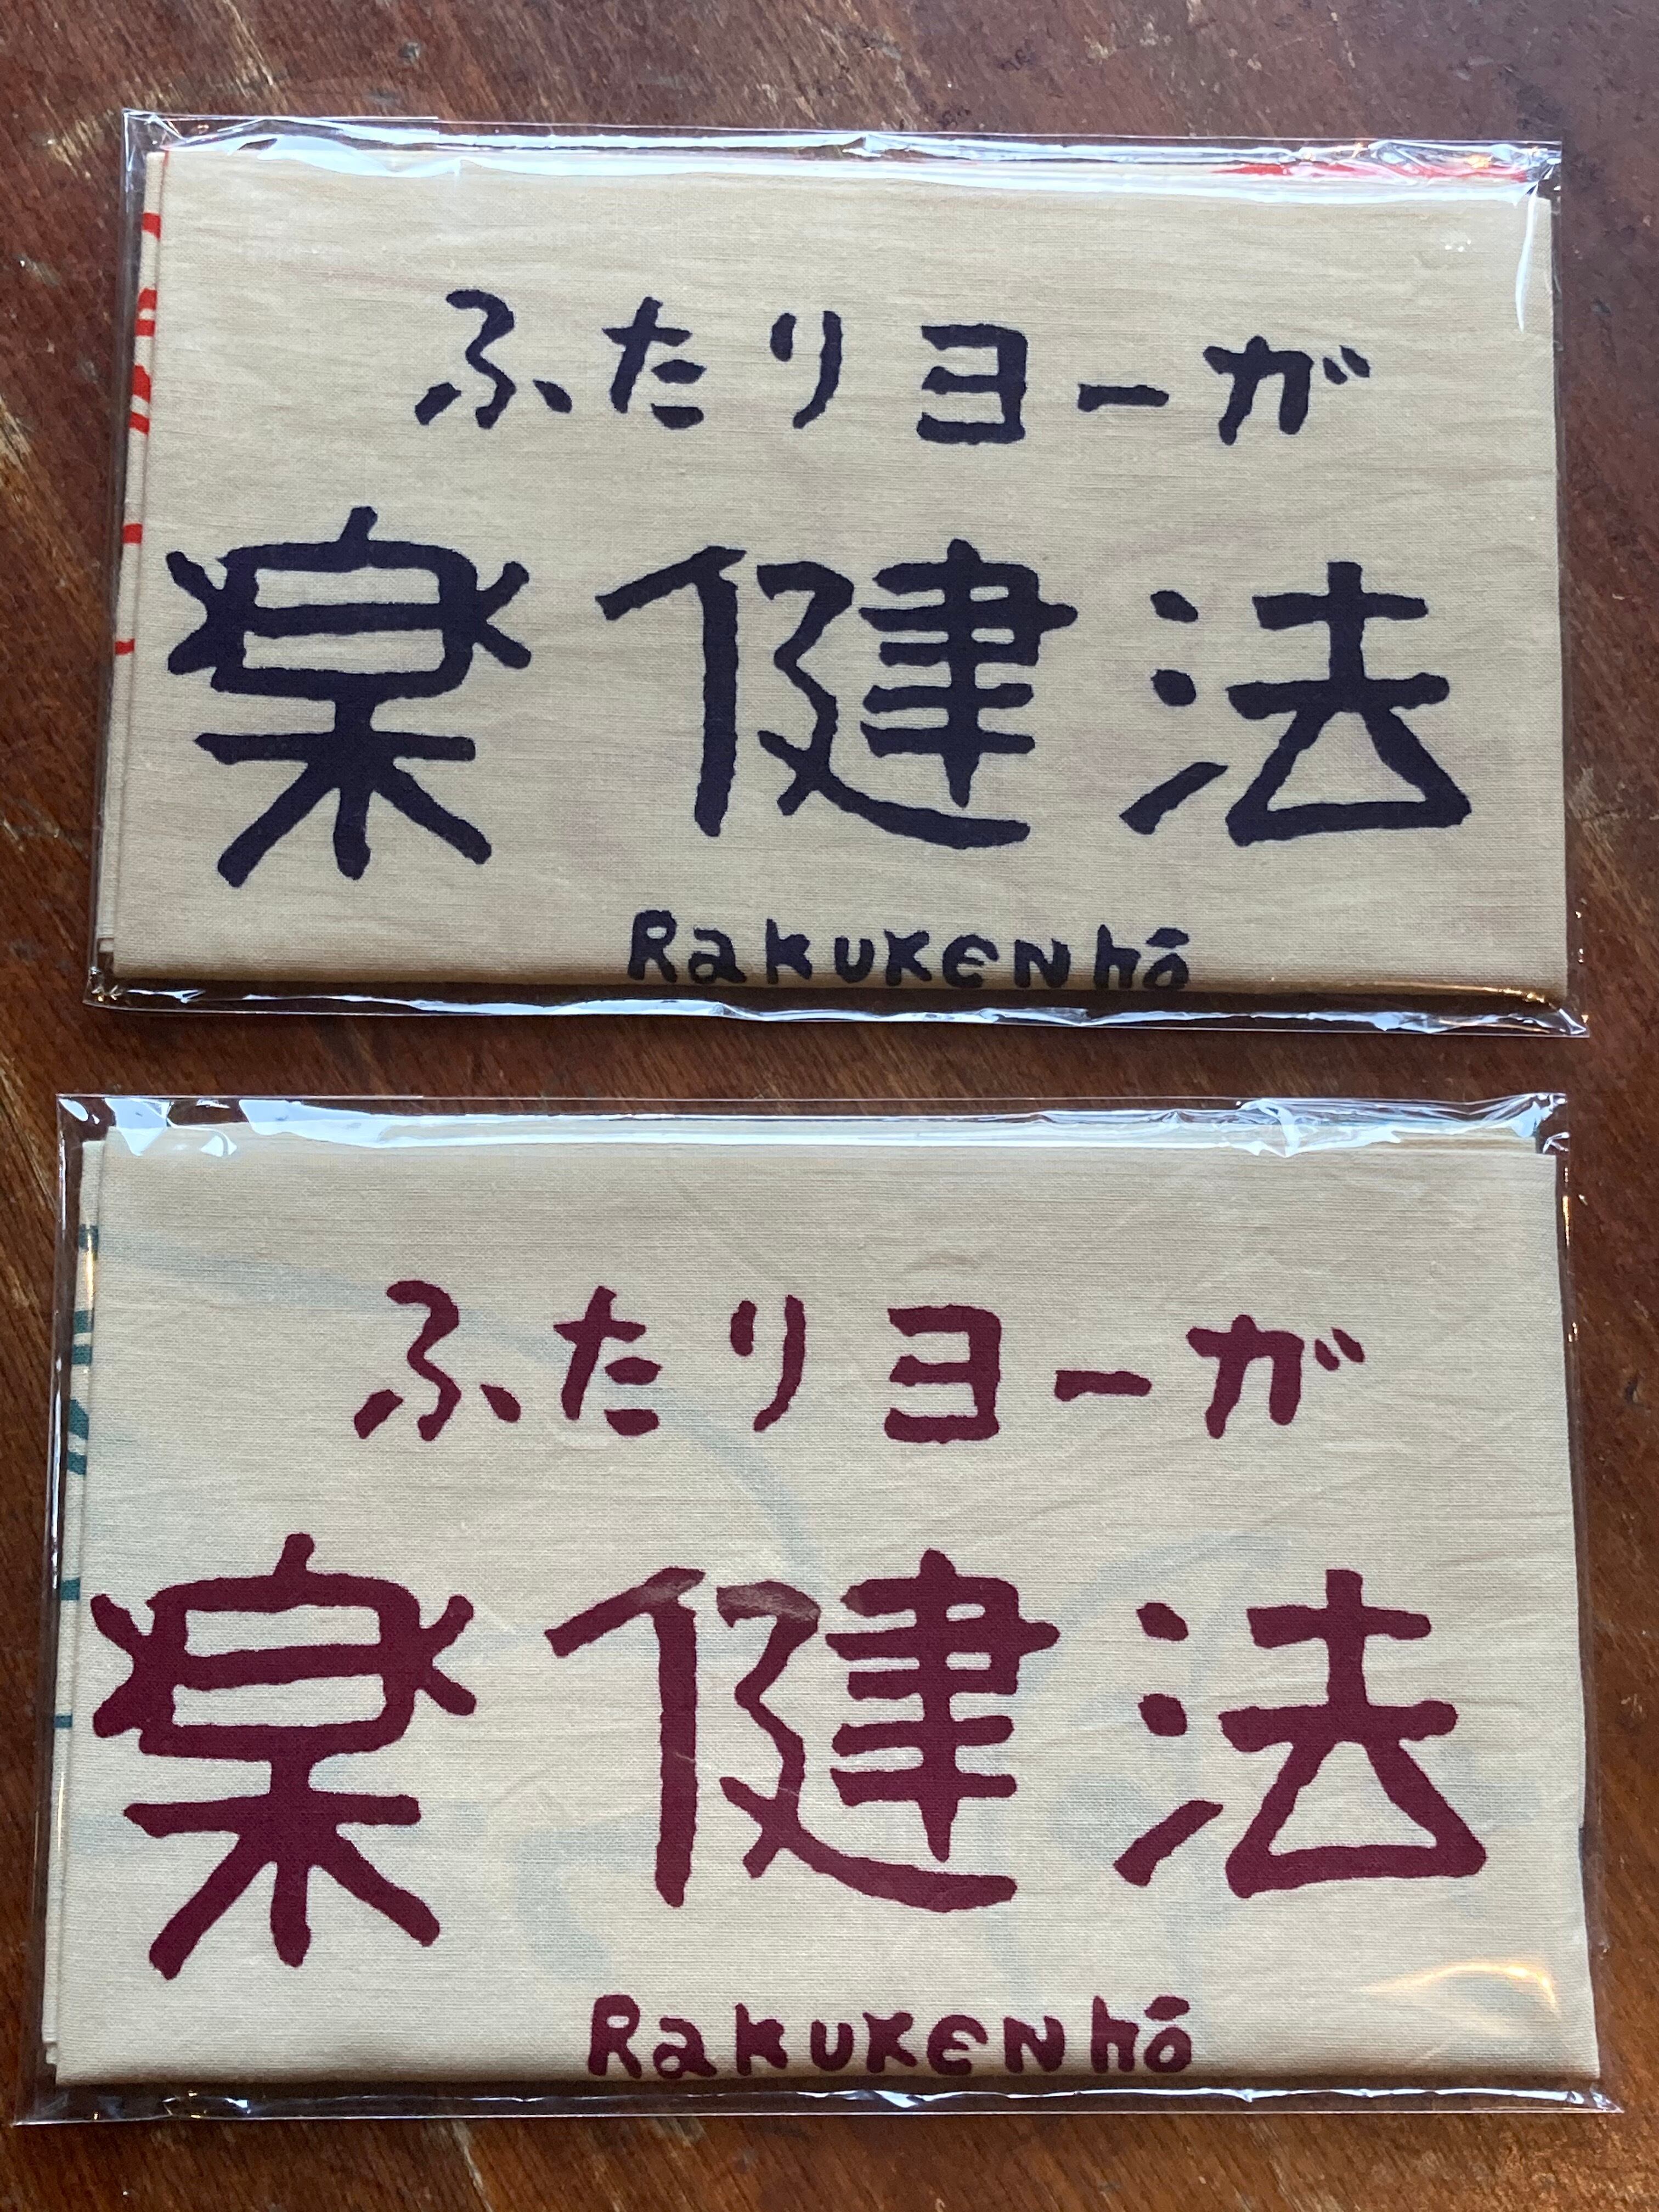 ふたりヨーガ
楽健法
Rakukenhō
ふたりヨーガ
楽健法
Rakukenhō